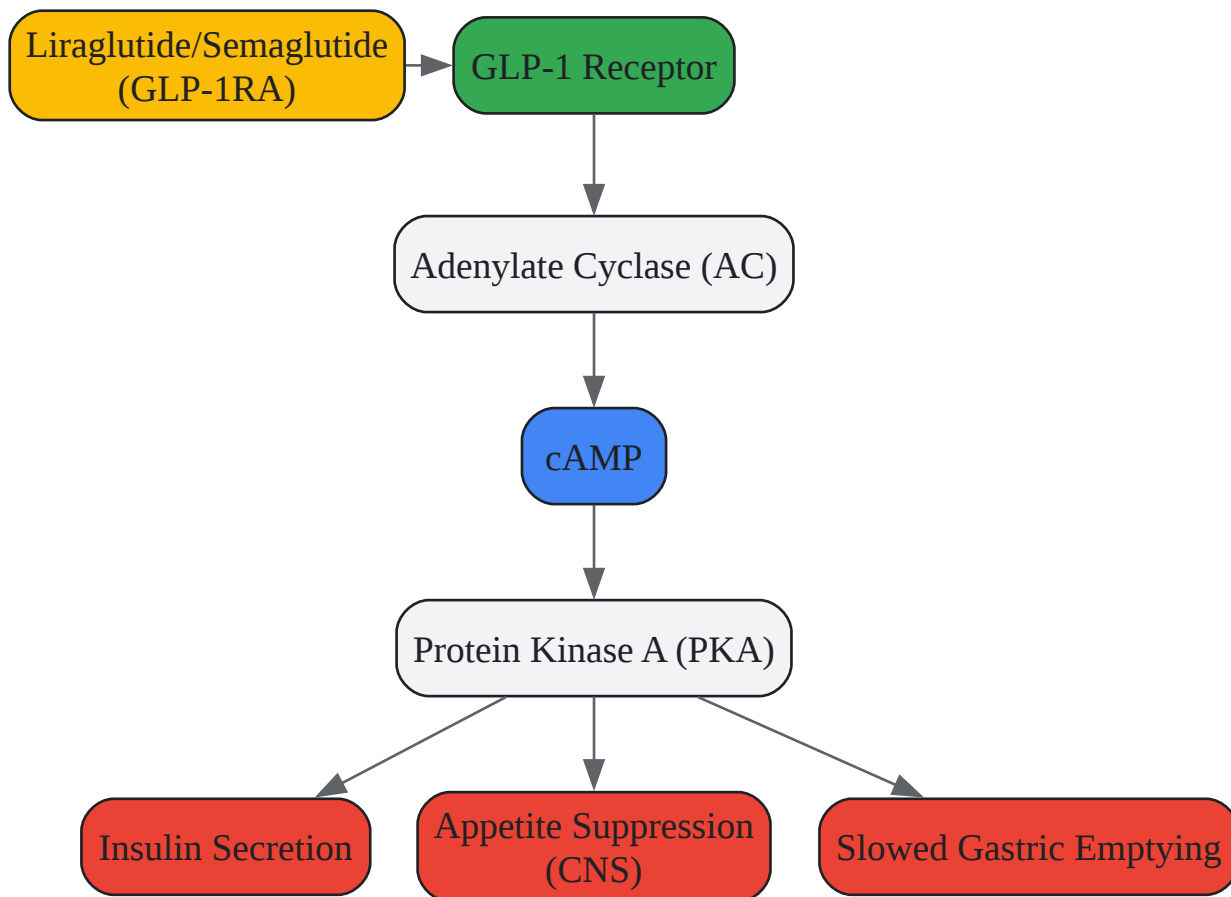 Liraglutide/Semaglutide
(GLP-1RA)
GLP-1 Receptor
Adenylate Cyclase (AC)
cAMP
Protein Kinase A (PKA)
Insulin Secretion
Appetite Suppression
(CNS)
Slowed Gastric Emptying